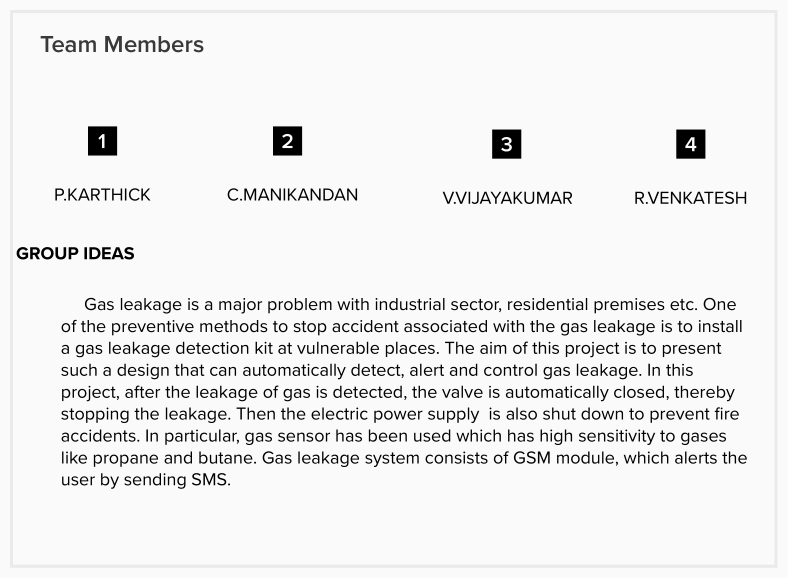 Team Members
1 2 3 4
P.KARTHICK C.MANIKANDAN V.VIJAYAKUMAR R.VENKATESH
GROUP IDEAS
Gas leakage is a major problem with industrial sector, residential premises etc. One
of the preventive methods to stop accident associated with the gas leakage is to install
a gas leakage detection kit at vulnerable places. The aim of this project is to present
such a design that can automatically detect, alert and control gas leakage. In this
project, after the leakage of gas is detected, the valve is automatically closed, thereby
stopping the leakage. Then the electric power supply  is also shut down to prevent fire
accidents. In particular, gas sensor has been used which has high sensitivity to gases
like propane and butane. Gas leakage system consists of GSM module, which alerts the
user by sending SMS.